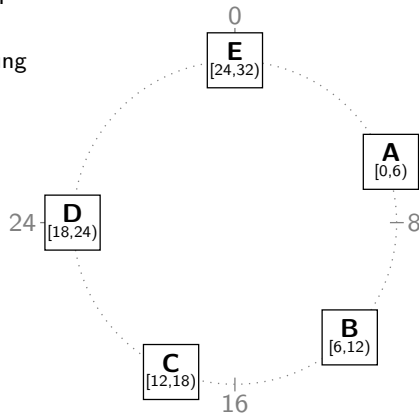 0
ng
E
[24,32)
A
[0,6)
D
[18,24)
24
8
B
[6,12)
C
[12,18)
16